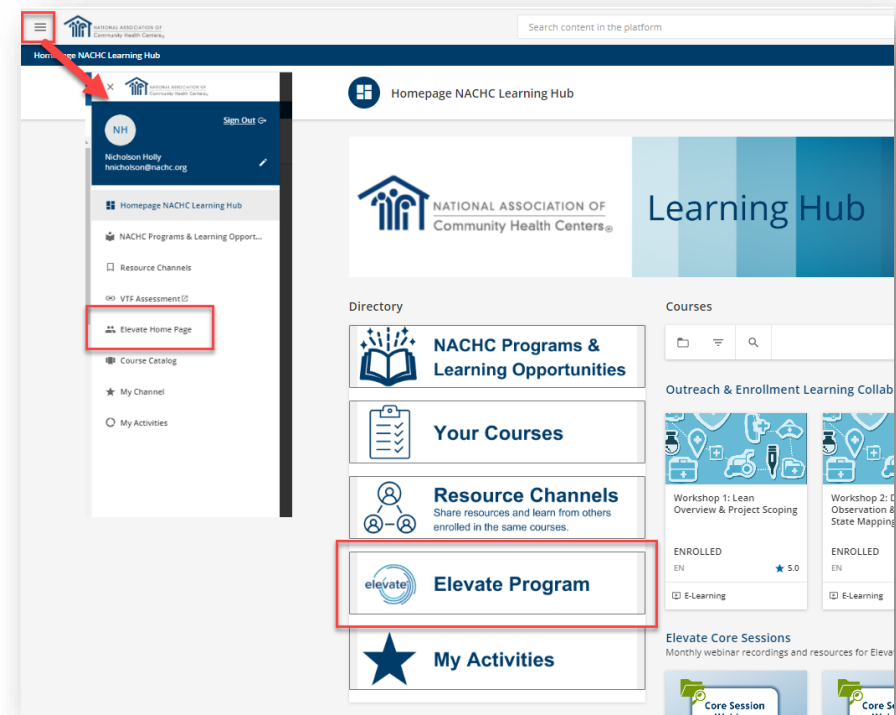 NATIONAL ASSOCIATION OF
Community Health Centers®
Search content in the platform
Homepage NACHC Learning Hub
NATIONAL ASSOCIATION OF
Community Health Centers®
NH
Sign Out
Nicholson Holly
hnicholson@nachc.org
Homepage NACHC Learning Hub
NACHC Programs & Learning Opport...
Resource Channels
VTF Assessment
Elevate Home Page
Course Catalog
My Channel
My Activities
Homepage NACHC Learning Hub
NATIONAL ASSOCIATION OF
Community Health Centers®
Learning Hub
Directory
NACHC Programs &
Learning Opportunities
Your Courses
Resource Channels
Share resources and learn from others
enrolled in the same courses.
elevate
Elevate Program
My Activities
Courses
Outreach & Enrollment Learning Collab
Workshop 1: Lean
Overview & Project Scoping
ENROLLED
EN
5.0
E-Learning
Workshop 2:
Observation &
State Mapping
ENROLLED
EN
E-Learning
Elevate Core Sessions
Monthly webinar recordings and resources for Eleva
Core Session
Core